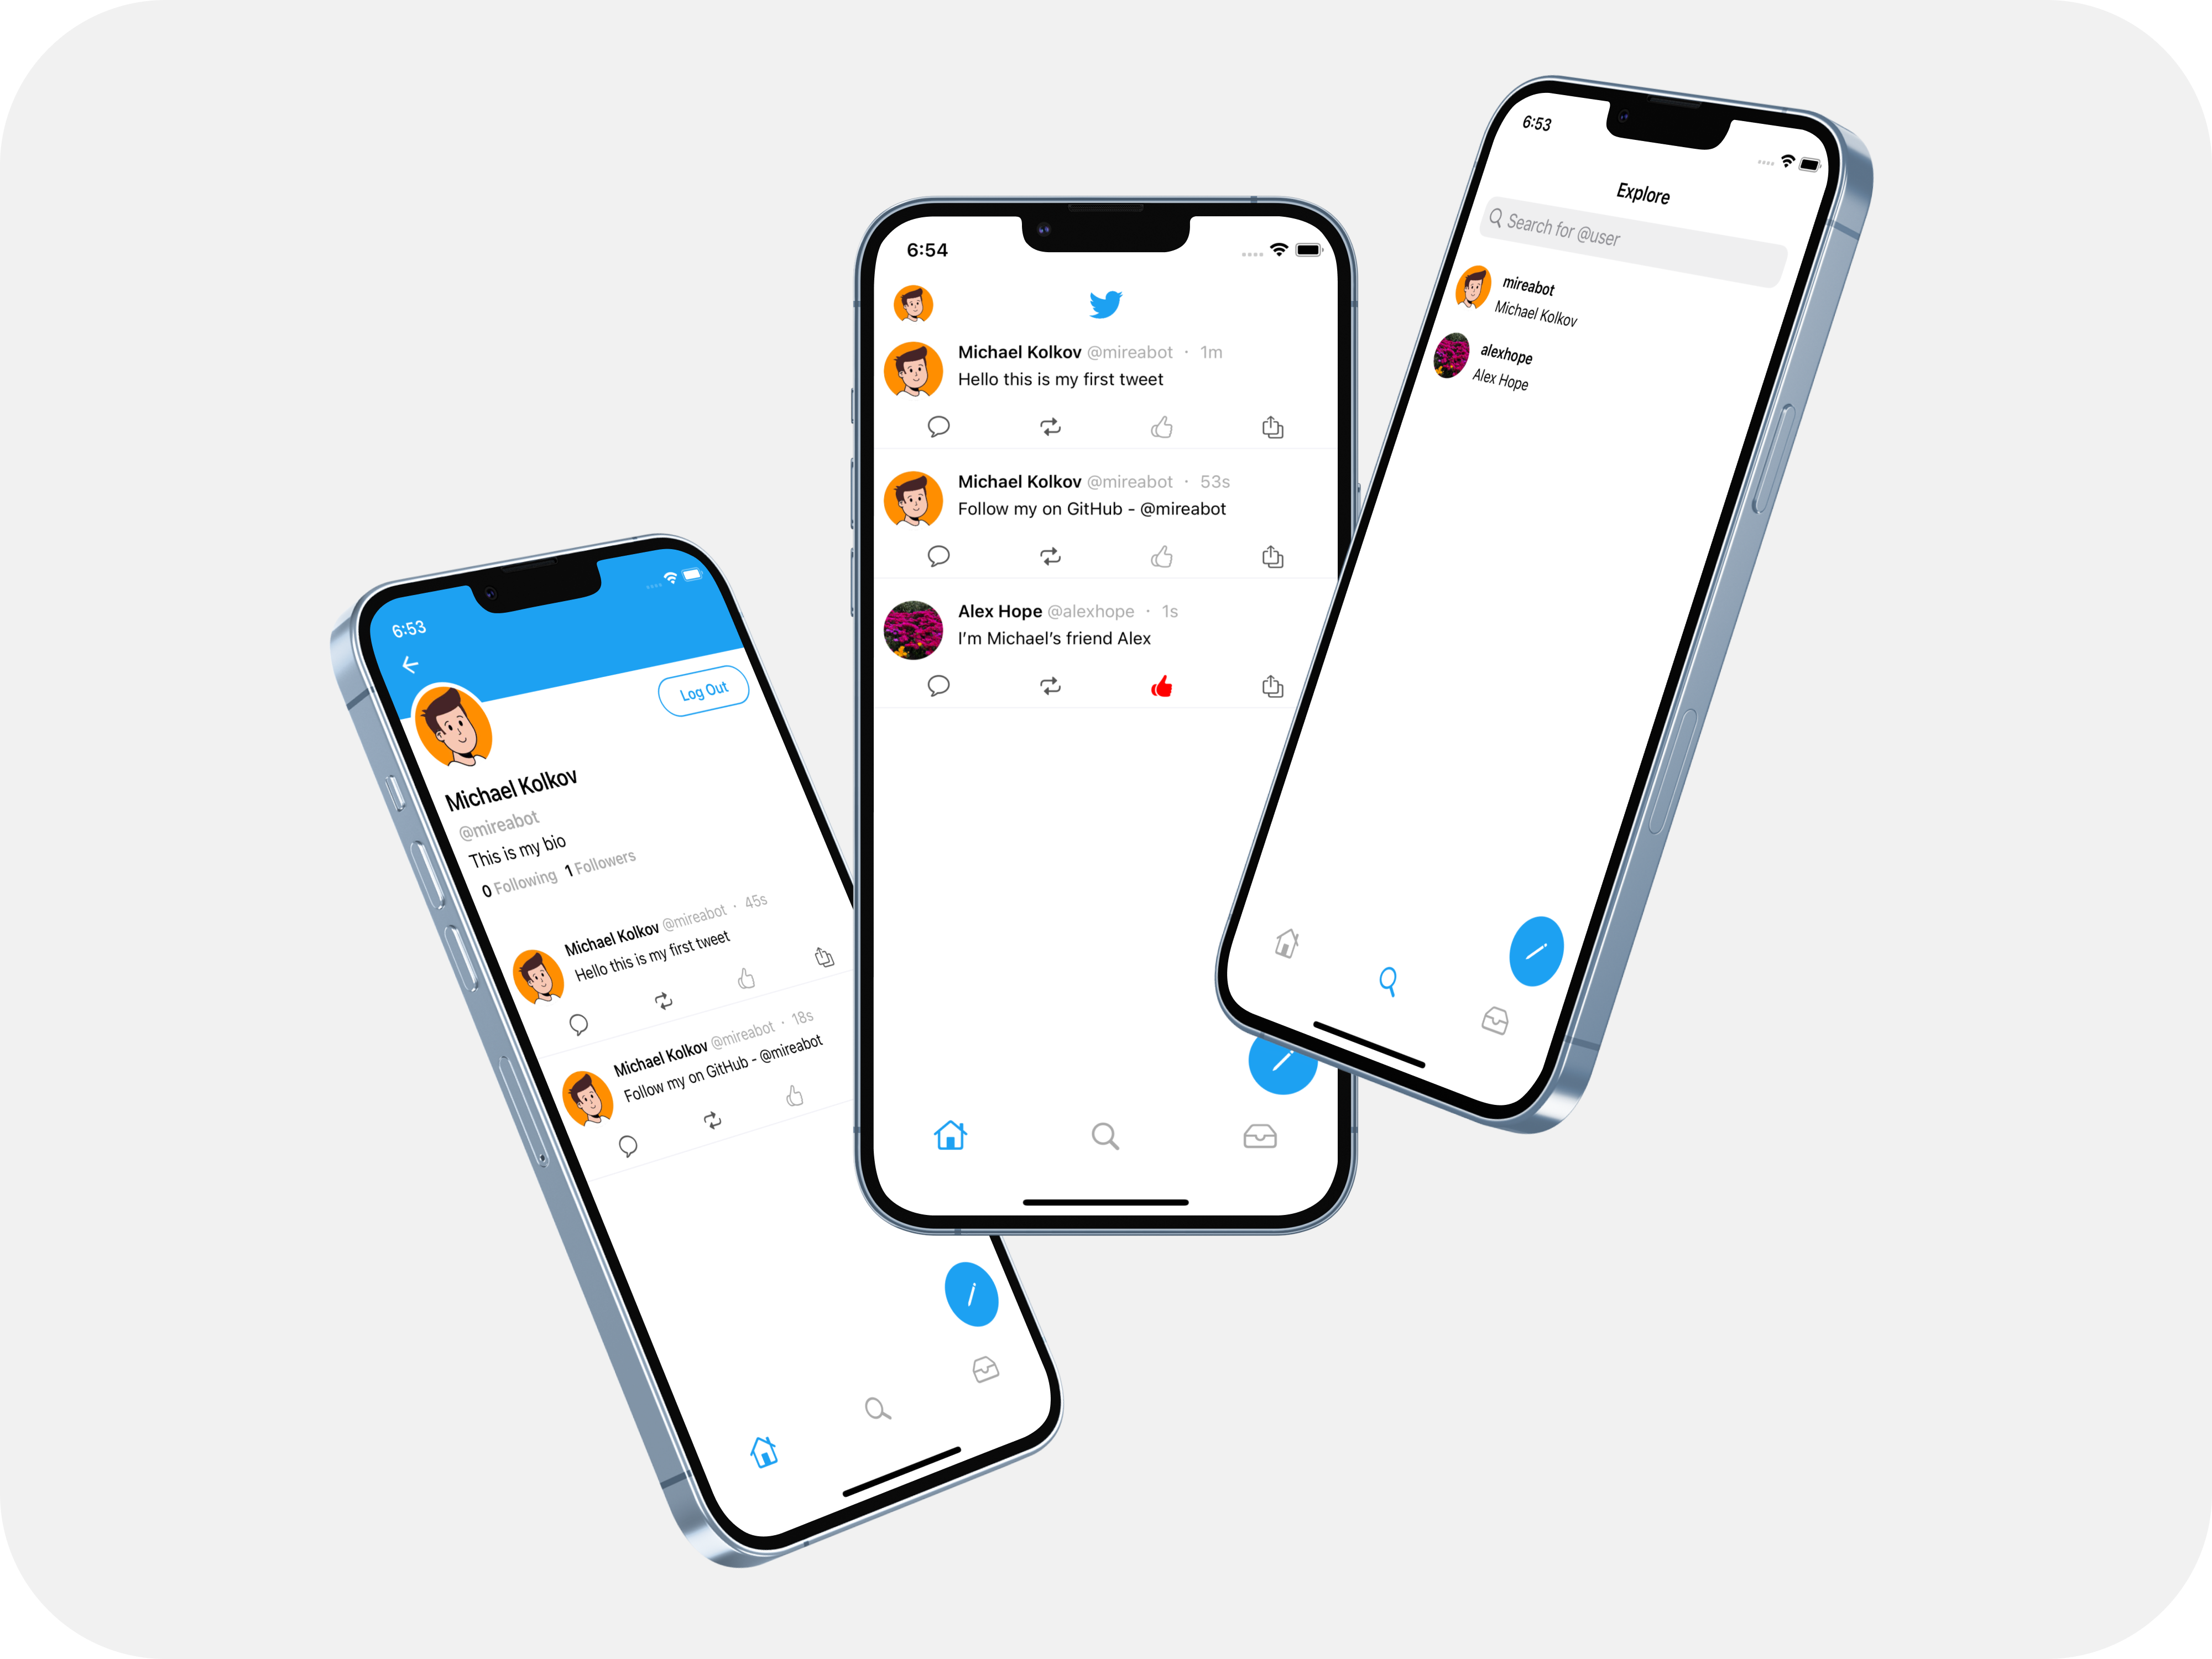 6:53
Log Out
Michael Kolkov
@mireabot
This is my bio
0 Following 1 Followers
Michael Kolkov @mireabot · 45s
Hello this is my first tweet
Michael Kolkov @mireabot · 18s
Follow my on GitHub - @mireabot
6:54
Michael Kolkov @mireabot · 1m
Hello this is my first tweet
Michael Kolkov @mireabot · 53s
Follow my on GitHub - @mireabot
Alex Hope @alexhope · 1s
I’m Michael’s friend Alex
6:53
Explore
Search for @user
mireabot
Michael Kolkov
alexhope
Alex Hope